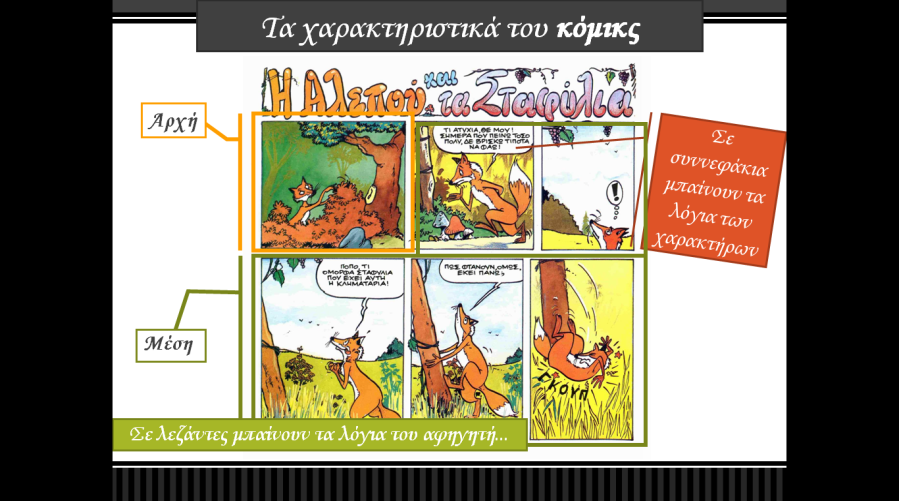 Τα χαρακτηριστικά του κόμικς
Η Αλεπού και τα Σταφύλια
Αρχή
ΤΙ ΑΤΥΧΙΑ, ΘΕ ΜΟΥ!
ΣΗΜΕΡΑ ΠΟΥ ΠΕΙΝΩ ΤΟΣΟ
ΠΟΛΥ, ΔΕ ΒΡΙΣΚΩ ΤΙΠΟΤΑ
ΝΑ ΦΑΩ!
!
Σε
συννεφάκια
μπαίνουν τα
λόγια των
χαρακτήρων
Μέση
ΠΟΠΟ, ΤΙ
ΟΜΟΡΦΑ ΣΤΑΦΥΛΙΑ
ΠΟΥ ΕΧΕΙ ΑΥΤΗ
Η ΚΛΗΜΑΤΑΡΙΑ!
ΠΩΣ ΦΤΑΝΟΥΝ, ΟΜΩΣ,
ΕΚΕΙ ΠΑΝΩ;
ΓΚΟΥΠ
Σε λεζάντες μπαίνουν τα λόγια του αφηγητή...